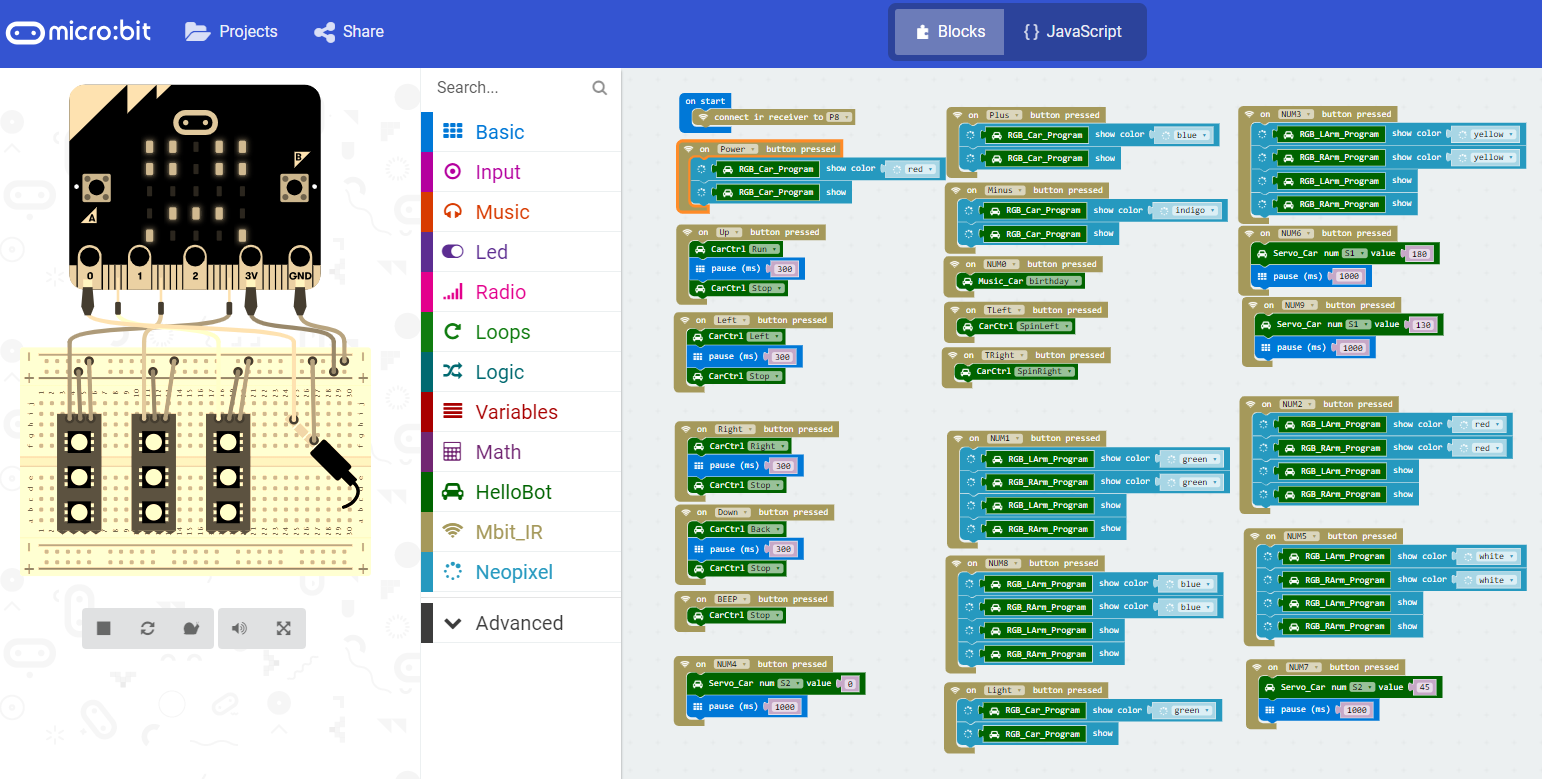 micro:bit
Projects
Share
Blocks
{} JavaScript
A
B
0
1
2
3V
GND
Search...
Basic
Input
Music
Led
Radio
Loops
Logic
Variables
Math
HelloBot
Mbit_IR
Neopixel
Advanced
on start
connect ir receiver to P8
on Power button pressed
RGB_Car_Program show color red
RGB_Car_Program show
on Up button pressed
CarCtrl Run
pause (ms) 300
CarCtrl Stop
on Left button pressed
CarCtrl Left
pause (ms) 300
CarCtrl Stop
on Right button pressed
CarCtrl Right
pause (ms) 300
CarCtrl Stop
on Down button pressed
CarCtrl Back
pause (ms) 300
CarCtrl Stop
on BEEP button pressed
CarCtrl Stop
on NUM4 button pressed
Servo_Car num S2 value 0
pause (ms) 1000
on Plus button pressed
RGB_Car_Program show color blue
RGB_Car_Program show
on Minus button pressed
RGB_Car_Program show color indigo
RGB_Car_Program show
on NUM0 button pressed
Music_Car birthday
on TLeft button pressed
CarCtrl SpinLeft
on TRight button pressed
CarCtrl SpinRight
on NUM1 button pressed
RGB_LArm_Program show color green
RGB_RArm_Program show color green
RGB_LArm_Program show
RGB_RArm_Program show
on NUM8 button pressed
RGB_LArm_Program show color blue
RGB_RArm_Program show color blue
RGB_LArm_Program show
RGB_RArm_Program show
on Light button pressed
RGB_Car_Program show color green
RGB_Car_Program show
on NUM3 button pressed
RGB_LArm_Program show color yellow
RGB_RArm_Program show color yellow
RGB_LArm_Program show
RGB_RArm_Program show
on NUM6 button pressed
Servo_Car num S1 value 180
pause (ms) 1000
on NUM9 button pressed
Servo_Car num S1 value 130
pause (ms) 1000
on NUM2 button pressed
RGB_LArm_Program show color red
RGB_RArm_Program show color red
RGB_LArm_Program show
RGB_RArm_Program show
on NUM5 button pressed
RGB_LArm_Program show color white
RGB_RArm_Program show color white
RGB_LArm_Program show
RGB_RArm_Program show
on NUM7 button pressed
Servo_Car num S2 value 45
pause (ms) 1000